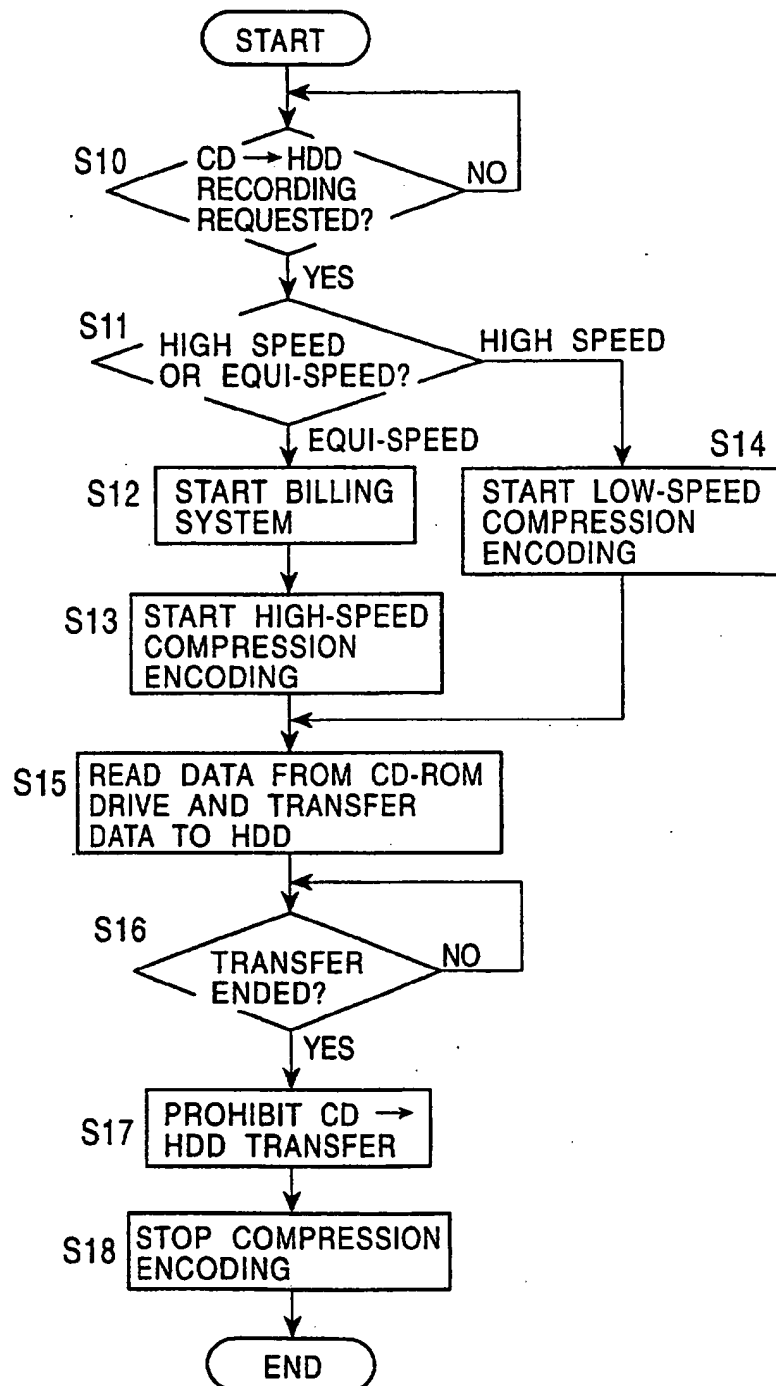 START
S10
CD → HDD
RECORDING
REQUESTED?
NO
YES
S11
HIGH SPEED
OR EQUI-SPEED?
HIGH SPEED
EQUI-SPEED
S12
START BILLING
SYSTEM
S14
START LOW-SPEED
COMPRESSION
ENCODING
S13
START HIGH-SPEED
COMPRESSION
ENCODING
S15
READ DATA FROM CD-ROM
DRIVE AND TRANSFER
DATA TO HDD
S16
TRANSFER
ENDED?
NO
YES
S17
PROHIBIT CD →
HDD TRANSFER
S18
STOP COMPRESSION
ENCODING
END